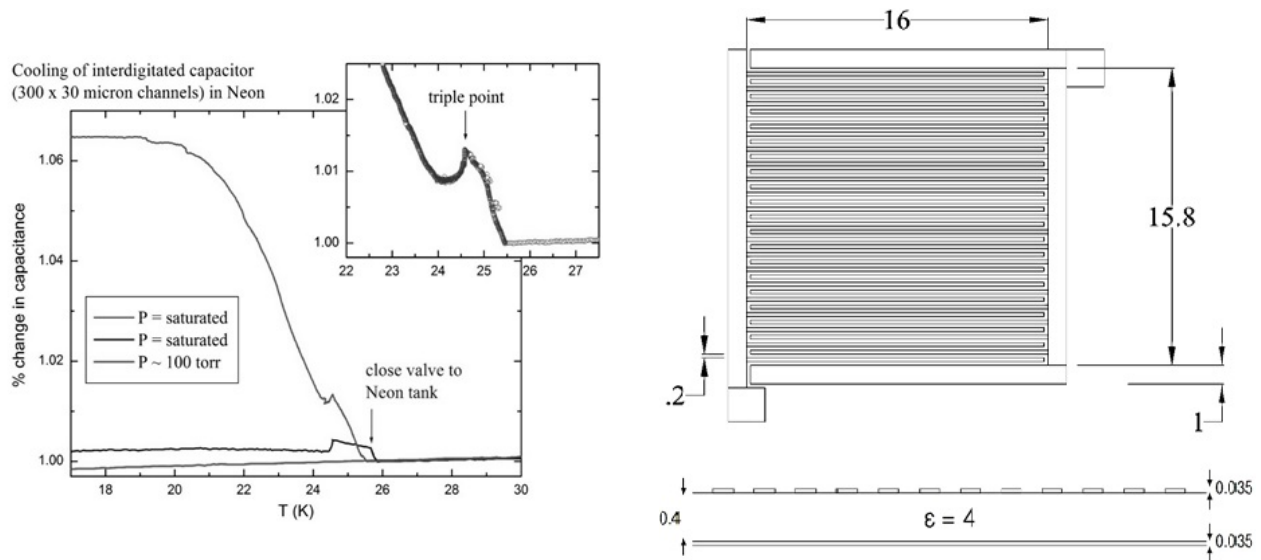 Cooling of interdigitated capacitor
(300 x 30 micron channels) in Neon
% change in capacitance
1.06
1.04
1.02
1.00
18
20
22
24
26
28
30
T (K)
P = saturated
P = saturated
P ~ 100 torr
close valve to
Neon tank
triple point
1.02
1.01
1.00
22
23
24
25
26
27
16
15.8
.2
1
0.4
ε = 4
0.035
0.035